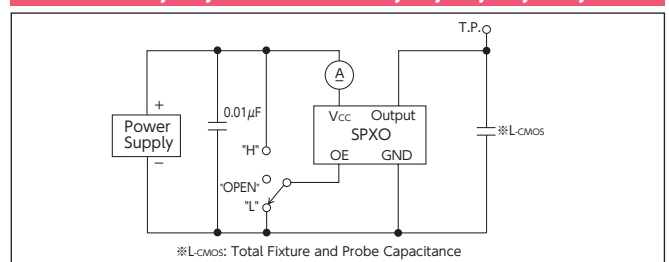 T.P.
A
+
0.01μF
Vcc Output
Power
Supply
SPXO
※L-CMOS
"H"
OE GND
–
"OPEN"
"L"
※L-CMOS: Total Fixture and Probe Capacitance